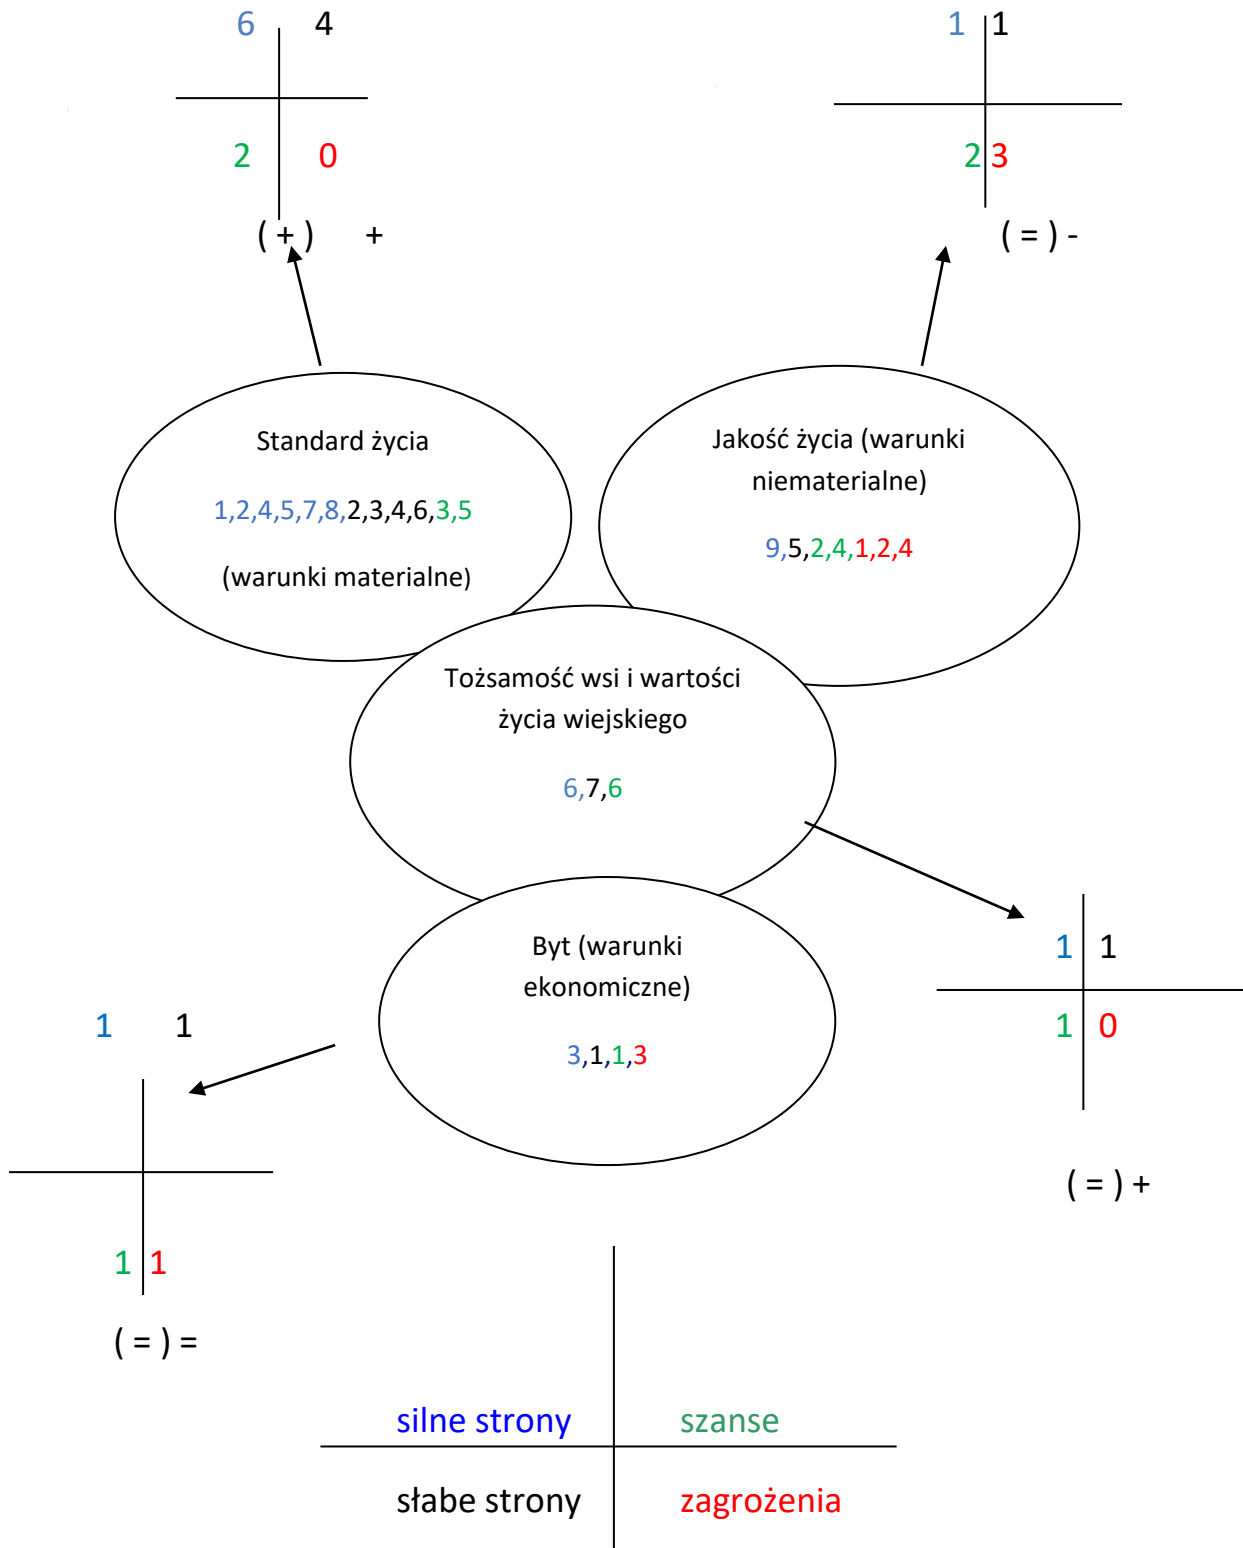 6 4
2 0
( + ) +
1 1
2 3
( = ) -
Standard życia
1,2,4,5,7,8,2,3,4,6,3,5
(warunki materialne)
Jakość życia (warunki
niematerialne)
9,5,2,4,1,2,4
Tożsamość wsi i wartości
życia wiejskiego
6,7,6
1 1
1 0
( = ) +
Byt (warunki
ekonomiczne)
3,1,1,3
1 1
1 1
( = ) =
silne strony szanse
słabe strony zagrożenia